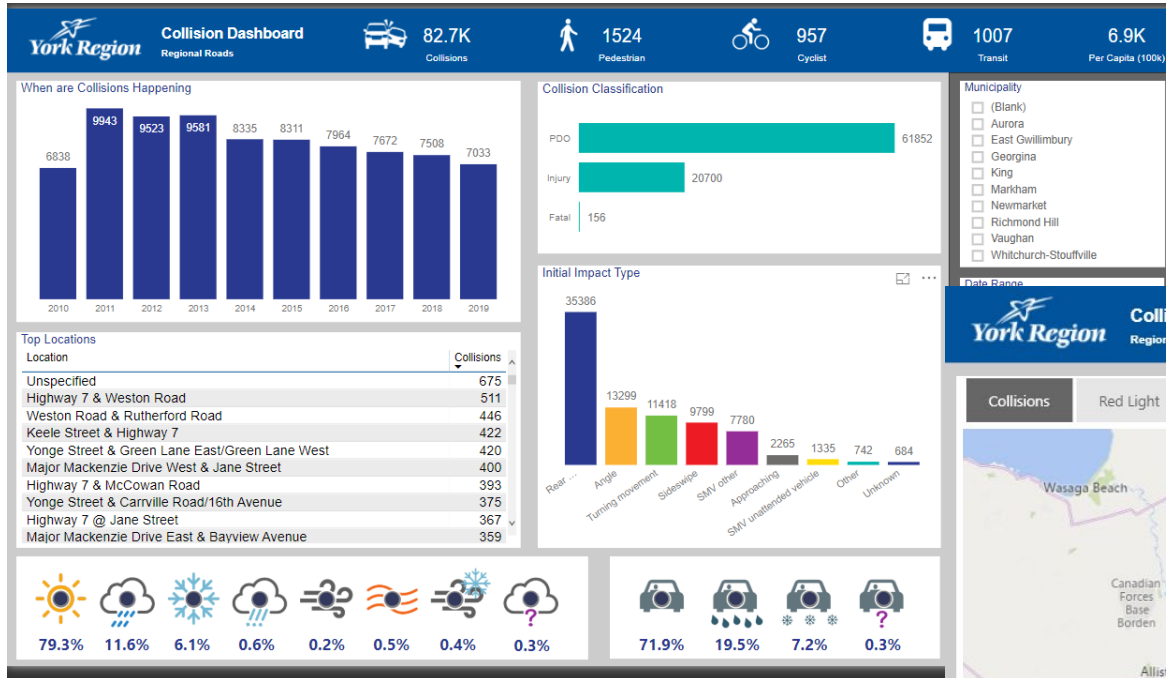 York Region
Collision Dashboard
Regional Roads
82.7K
Collisions
1524
Pedestrian
957
Cyclist
1007
Transit
6.9K
Per Capita (100k)
When are Collisions Happening
6838
9943
9523
9581
8335
8311
7964
7672
7508
7033
2010
2011
2012
2013
2014
2015
2016
2017
2018
2019
Collision Classification
PDO
61852
Injury
20700
Fatal
156
Municipality
(Blank)
Aurora
East Gwillimbury
Georgina
King
Markham
Newmarket
Richmond Hill
Vaughan
Whitchurch-Stouffville
Date Range
Initial Impact Type
35386
13299
11418
9799
7780
2265
1335
742
684
Rear ...
Angle
Turning movement
Sideswipe
SMV other
Approaching
SMV unattended vehicle
Other
Unknown
Top Locations
Location Collisions
Unspecified 675
Highway 7 & Weston Road 511
Weston Road & Rutherford Road 446
Keele Street & Highway 7 422
Yonge Street & Green Lane East/Green Lane West 420
Major Mackenzie Drive West & Jane Street 400
Highway 7 & McCowan Road 393
Yonge Street & Carrville Road/16th Avenue 375
Highway 7 @ Jane Street 367
Major Mackenzie Drive East & Bayview Avenue 359
79.3% 11.6% 6.1% 0.6% 0.2% 0.5% 0.4% 0.3%
?
71.9% 19.5% 7.2% 0.3%
?
York Region
Colli
Region
Collisions
Red Light
Wasaga Beach
Canadian
Forces
Base
Borden
Allis